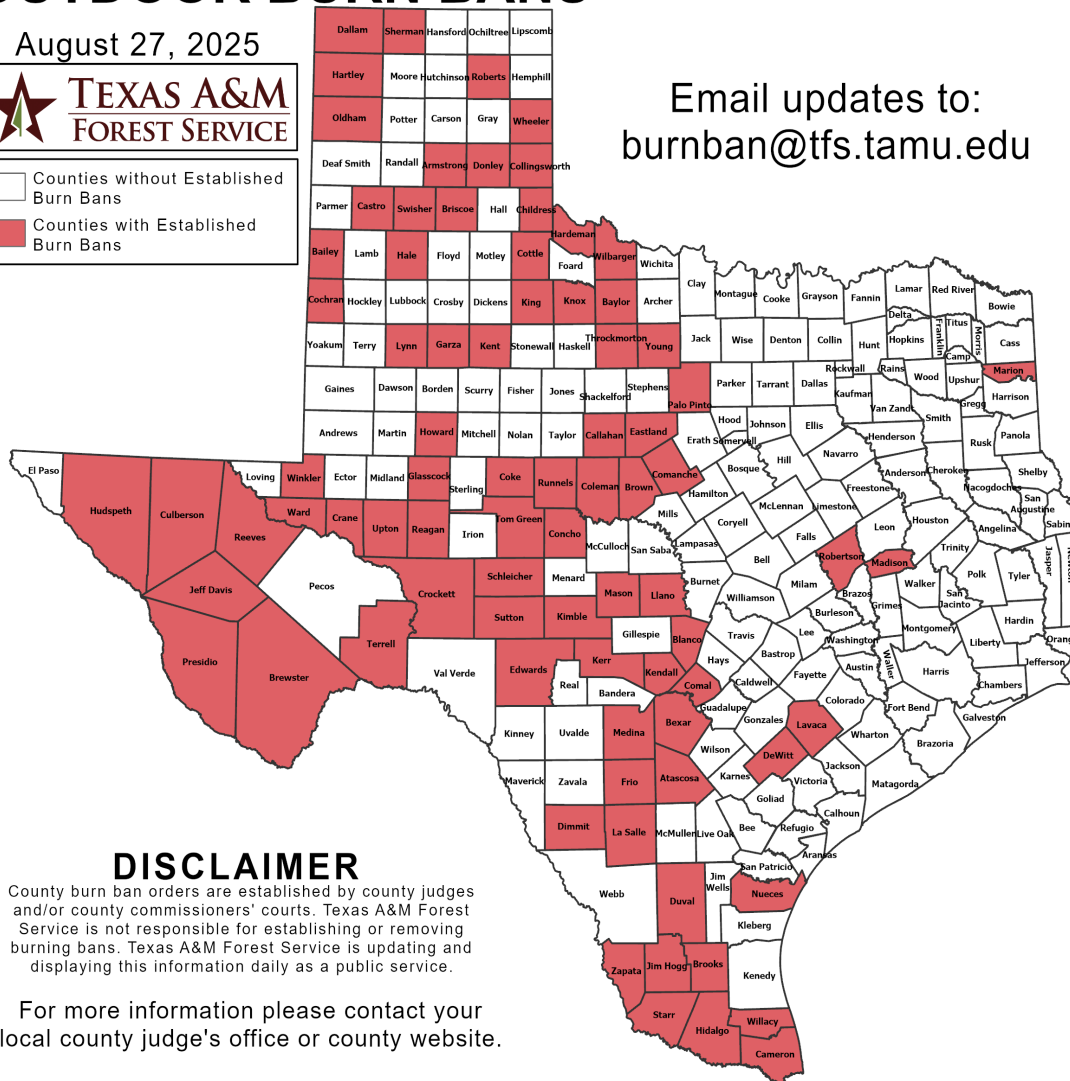 OUTDOOR BURN BANS
August 27, 2025
TEXAS A&M
FOREST SERVICE
Counties without Established
Burn Bans
Counties with Established
Burn Bans
Email updates to:
burnban@tfs.tamu.edu
Dallam Sherman Hansford Ochiltree Lipscomb
Hartley Moore Hutchinson Roberts Hemphill
Oldham Potter Carson Gray Wheeler
Deaf Smith Randall Armstrong Donley Collingsworth
Parmer Castro Swisher Briscoe Hall Childress
Hardeman
Bailey Lamb Hale Floyd Motley Cottle Foard Wilbarger Wichita
Clay Montague Cooke Grayson Fannin Lamar Red River Bowie
Cochran Hockley Lubbock Crosby Dickens King Knox Baylor Archer
Delta Titus Franklin Morris
Yoakum Terry Lynn Garza Kent Stonewall Haskell Throckmorton Young Jack Wise Denton Collin Hunt Hopkins Camp Cass
Rockwall Rains Wood Upshur Marion
Gaines Dawson Borden Scurry Fisher Jones Shackelford Stephens Palo Pinto Parker Tarrant Dallas Kaufman Van Zandt Gregg Harrison
Andrews Martin Howard Mitchell Nolan Taylor Callahan Eastland Erath Hood Somervell Johnson Ellis Henderson Smith Rusk Panola
El Paso Loving Winkler Ector Midland Glasscock Sterling Coke Runnels Coleman Brown Comanche Bosque Hill Navarro Anderson Cherokee Nacogdoches Shelby
Hudspeth Culberson Reeves Ward Crane Upton Reagan Irion Tom Green Concho Mills Hamilton Coryell McLennan Limestone Freestone Leon Houston Angelina San Augustine Sabin
McCulloch San Saba Lampasas Bell Falls Robertson Madison Trinity Jasper
Jeff Davis Pecos Crockett Schleicher Menard Mason Llano Burnet Williamson Milam Brazos Grimes Walker San Jacinto Polk Tyler
Presidio Brewster Terrell Sutton Kimble Gillespie Blanco Travis Lee Burleson Washington Montgomery Liberty Hardin Orang
Val Verde Edwards Kerr Real Bandera Kendall Comal Hays Bastrop Caldwell Fayette Austin Waller Harris Chambers Jefferson
Kinney Uvalde Medina Bexar Guadalupe Gonzales Lavaca Colorado Fort Bend Wharton Brazoria Galveston
Maverick Zavala Frio Atascosa Wilson Karnes DeWitt Victoria Jackson Matagorda
Dimmit La Salle McMullen Live Oak Bee Goliad Refugio Calhoun Aransas
Webb Duval Jim Wells San Patricio Nueces
Kleberg
Zapata Jim Hogg Brooks Kenedy
Starr Hidalgo Willacy
Cameron
DISCLAIMER
County burn ban orders are established by county judges
and/or county commissioners' courts. Texas A&M Forest
Service is not responsible for establishing or removing
burning bans. Texas A&M Forest Service is updating and
displaying this information daily as a public service.
For more information please contact your
local county judge's office or county website.